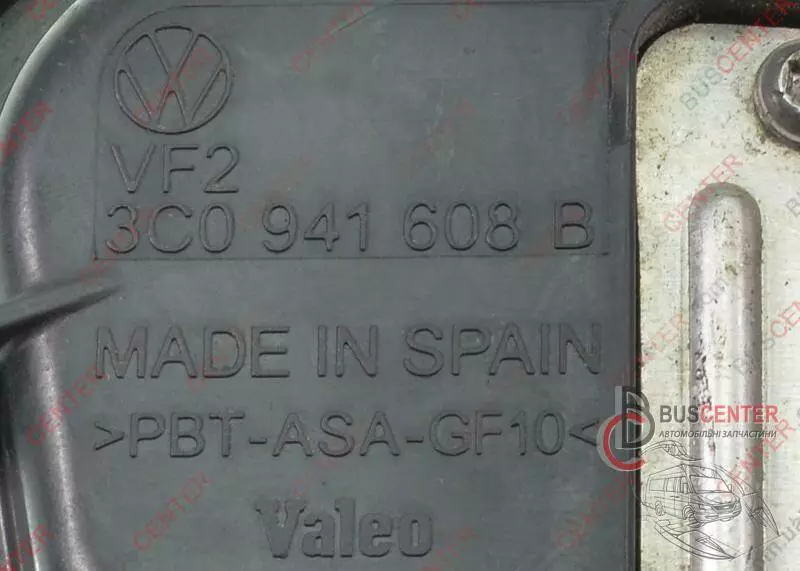 VF2
3C0 941 608 B
MADE IN SPAIN
>PBT-ASA-GF10<
Valeo
BUSCENTER
АВТОМОБІЛЬНІ ЗАПЧАСТИНИ